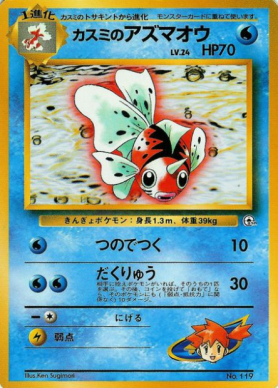 1進化
カスミのトサキントから進化 モンスターカードに重ねて使います。
カスミのアズマオウ
LV.24 HP70
きんぎょポケモン:身長1.3m、体重39kg
つのでつく 10
だくりゅう 30
にげる
弱点
Illus. Ken Sugimori
No.119